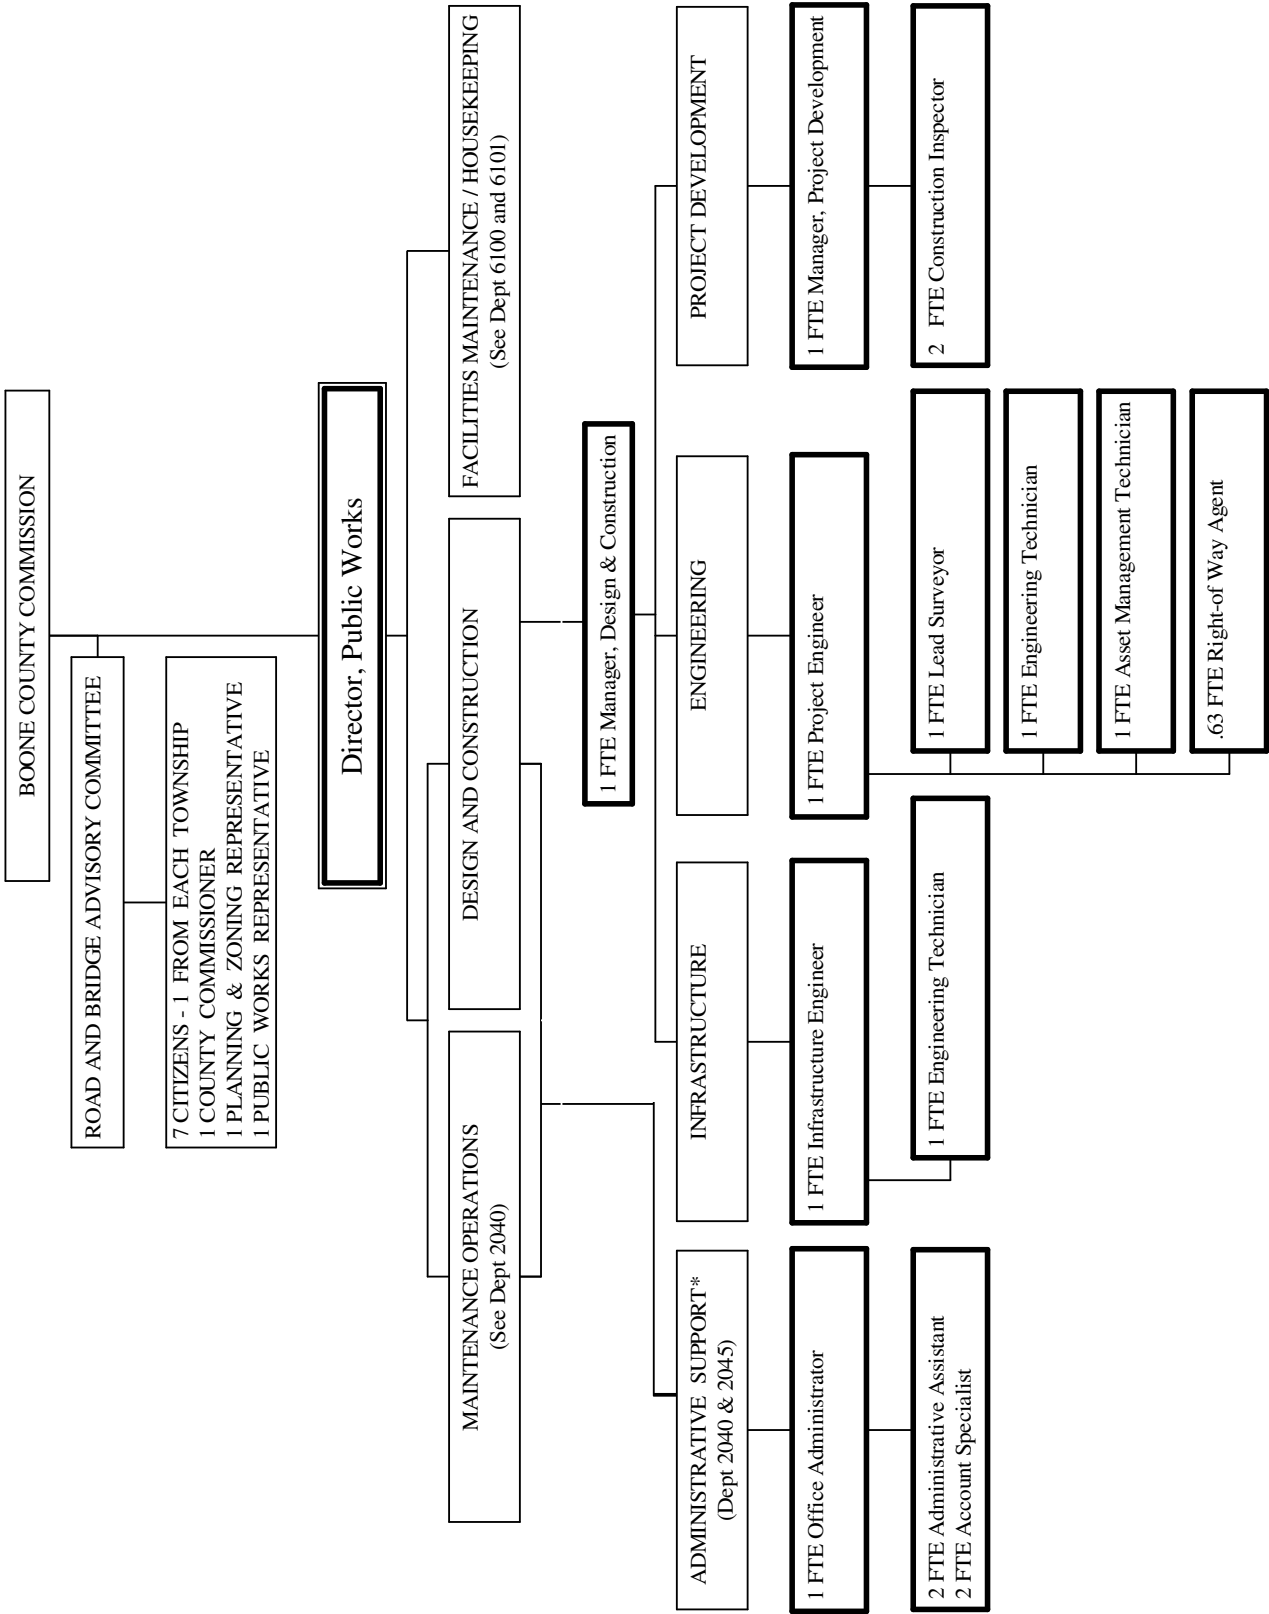 BOONE COUNTY COMMISSION
ROAD AND BRIDGE ADVISORY COMMITTEE
7 CITIZENS - 1 FROM EACH TOWNSHIP
1 COUNTY COMMISSIONER
1 PLANNING & ZONING REPRESENTATIVE
1 PUBLIC WORKS REPRESENTATIVE
Director, Public Works
MAINTENANCE OPERATIONS
(See Dept 2040)
DESIGN AND CONSTRUCTION
FACILITIES MAINTENANCE / HOUSEKEEPING
(See Dept 6100 and 6101)
1 FTE Manager, Design & Construction
ADMINISTRATIVE SUPPORT*
(Dept 2040 & 2045)
INFRASTRUCTURE
ENGINEERING
PROJECT DEVELOPMENT
1 FTE Office Administrator
1 FTE Infrastructure Engineer
1 FTE Project Engineer
1 FTE Manager, Project Development
2 FTE Administrative Assistant
2 FTE Account Specialist
1 FTE Engineering Technician
1 FTE Lead Surveyor
2 FTE Construction Inspector
1 FTE Engineering Technician
1 FTE Asset Management Technician
.63 FTE Right-of Way Agent